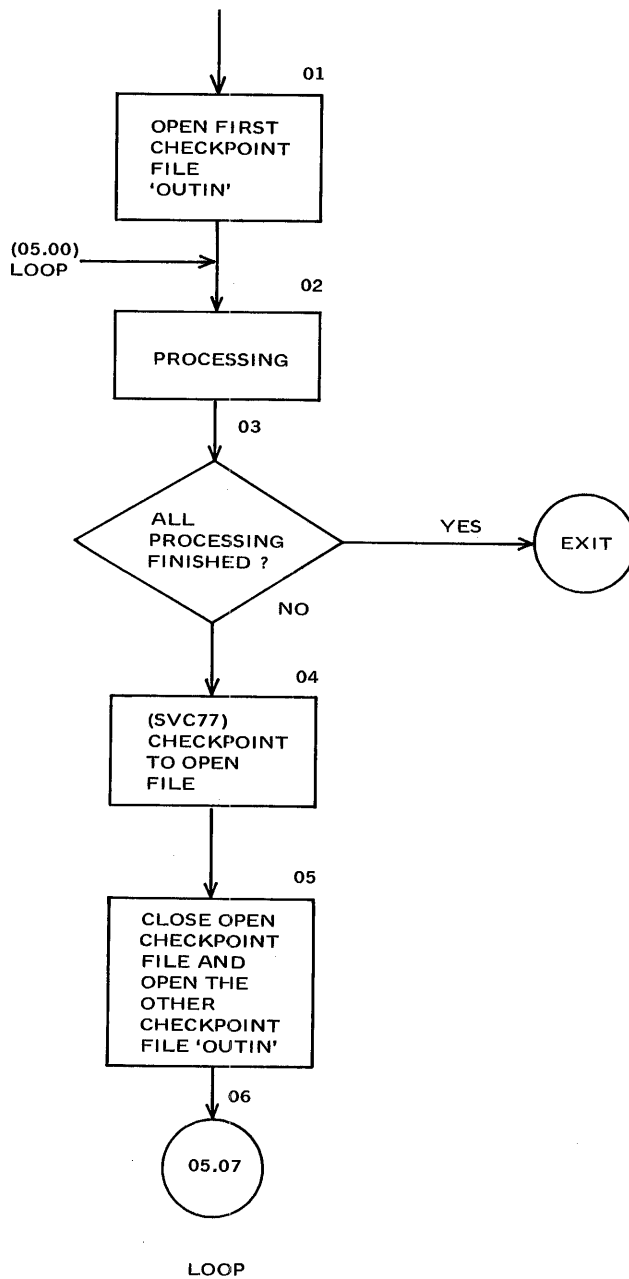 01
OPEN FIRST
CHECKPOINT
FILE
'OUTIN'
(05.00)
LOOP
02
PROCESSING
03
ALL
PROCESSING
FINISHED ?
YES
EXIT
NO
04
(SVC77)
CHECKPOINT
TO OPEN
FILE
05
CLOSE OPEN
CHECKPOINT
FILE AND
OPEN THE
OTHER
CHECKPOINT
FILE 'OUTIN'
06
05.07
LOOP